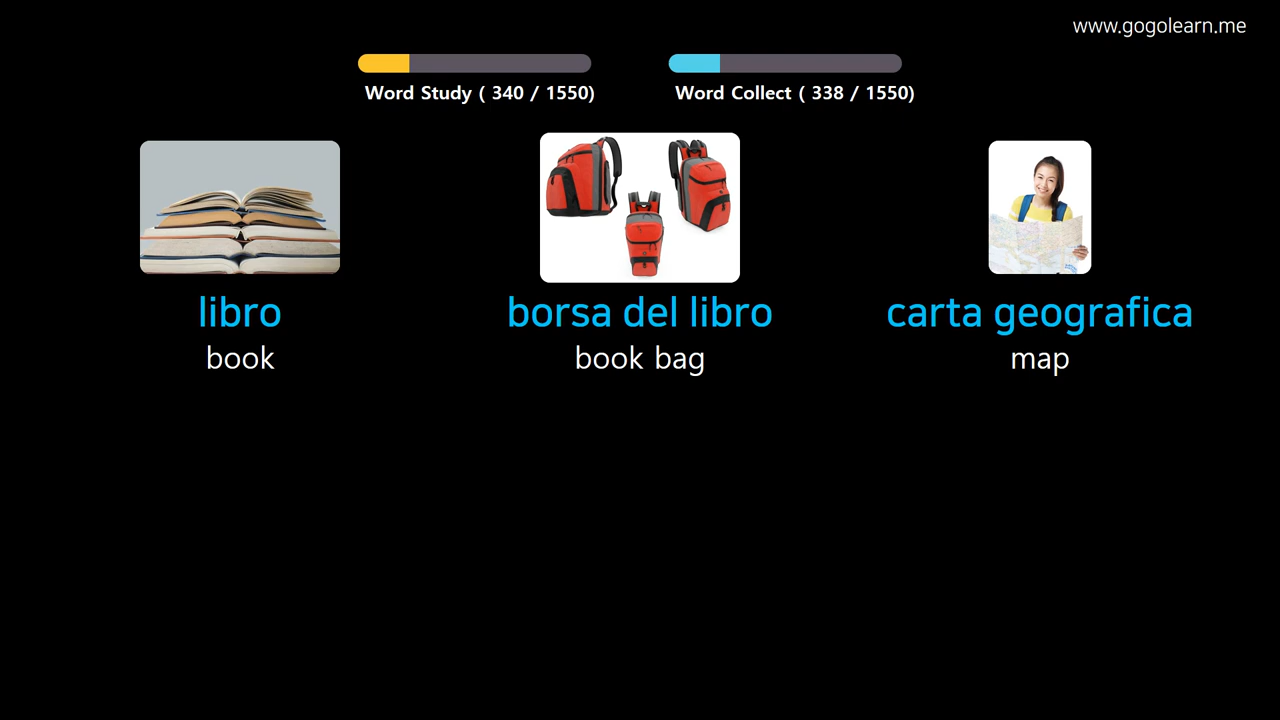 www.gogolearn.me
Word Study ( 340 / 1550)
Word Collect ( 338 / 1550)
libro
borsa del libro
carta geografica
book
book bag
map